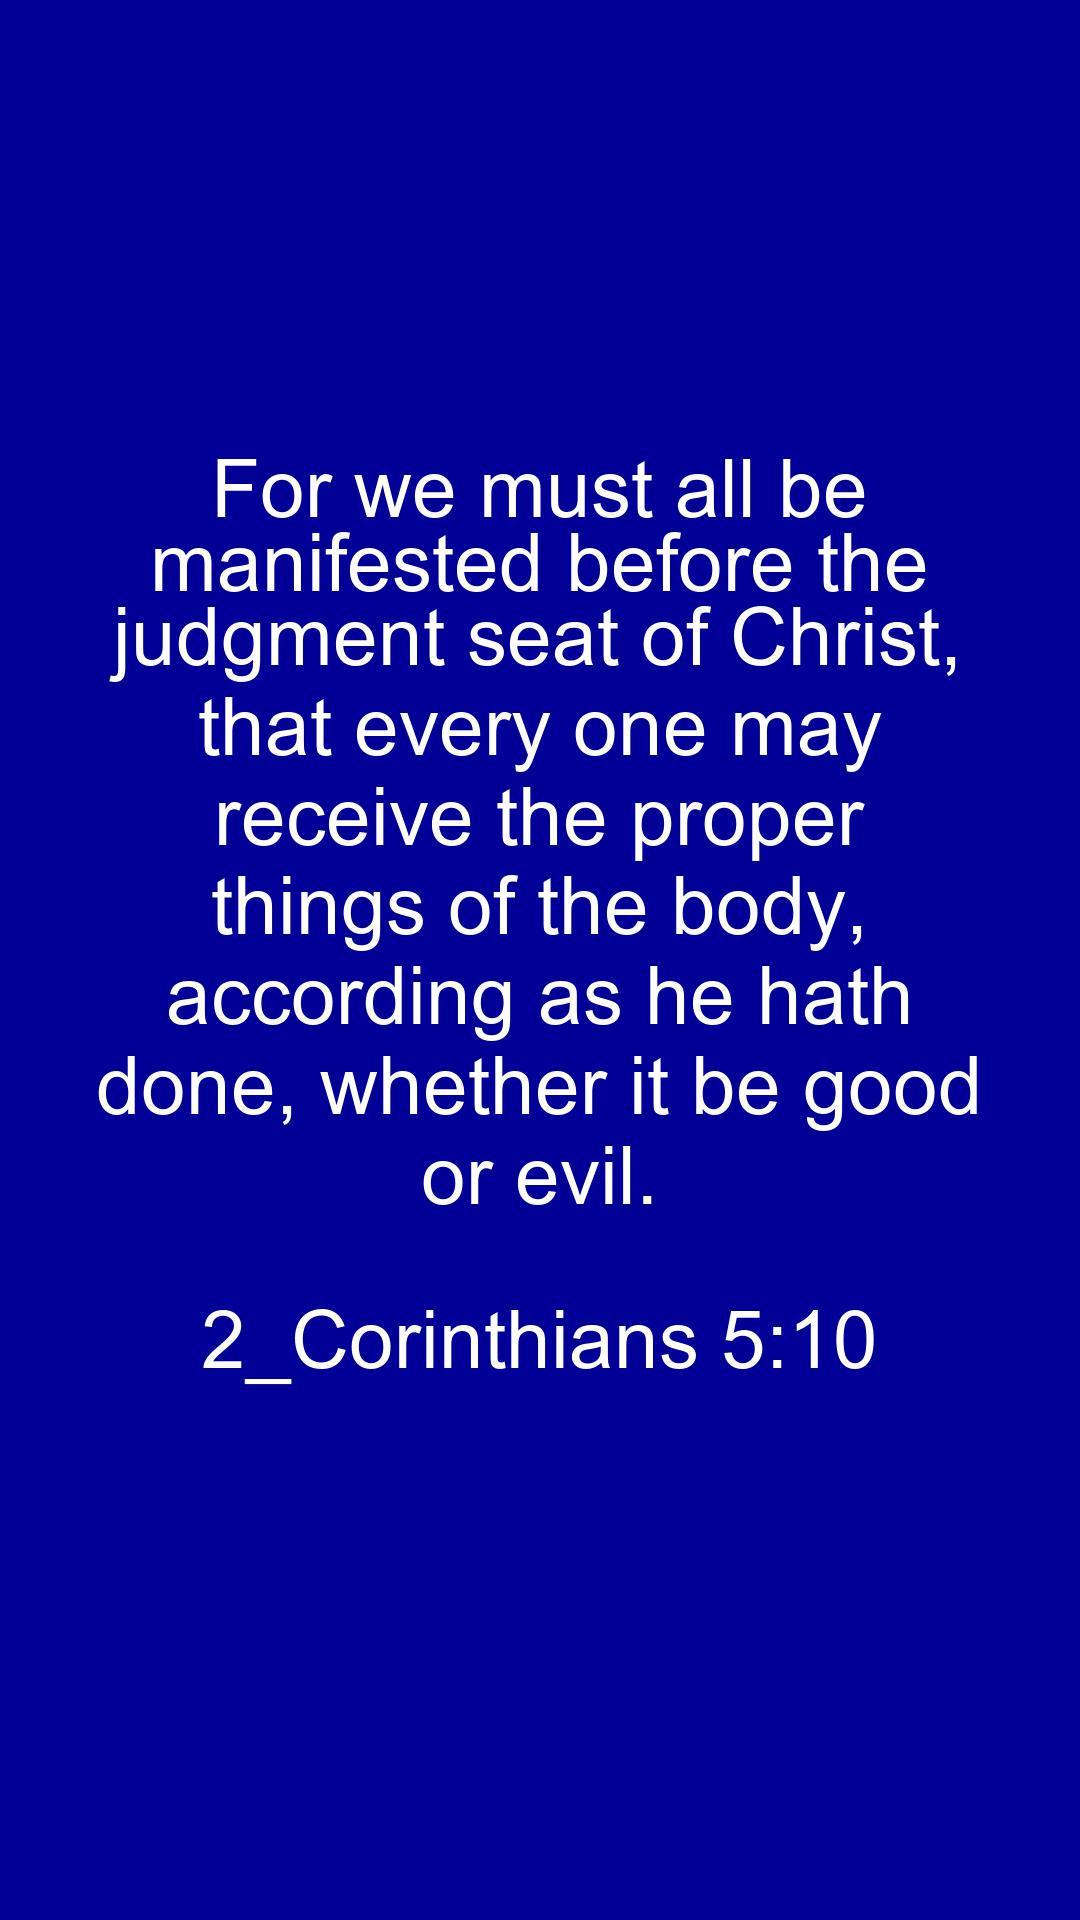 For we must all be
manifested before the
judgment seat of Christ,
that every one may
receive the proper
things of the body,
according as he hath
done, whether it be good
or evil.
2_Corinthians 5:10